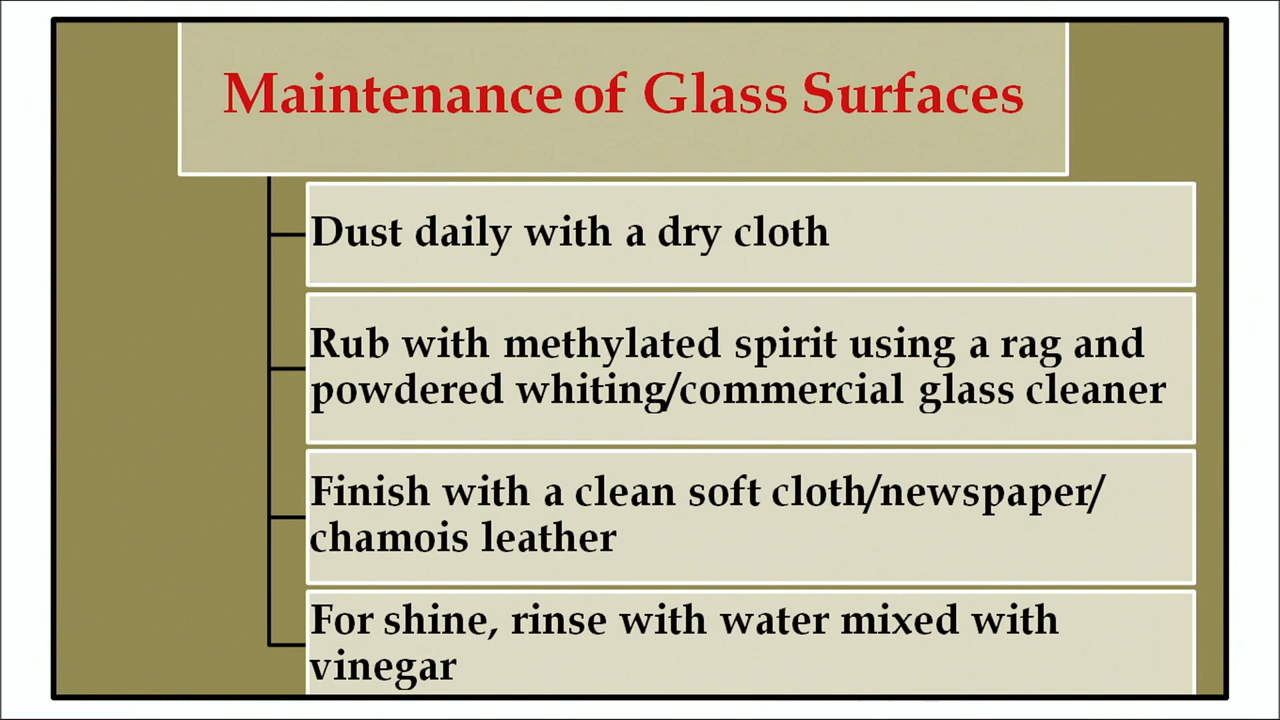 Maintenance of Glass Surfaces
Dust daily with a dry cloth
Rub with methylated spirit using a rag and
powdered whiting/commercial glass cleaner
Finish with a clean soft cloth/newspaper/
chamois leather
For shine, rinse with water mixed with
vinegar